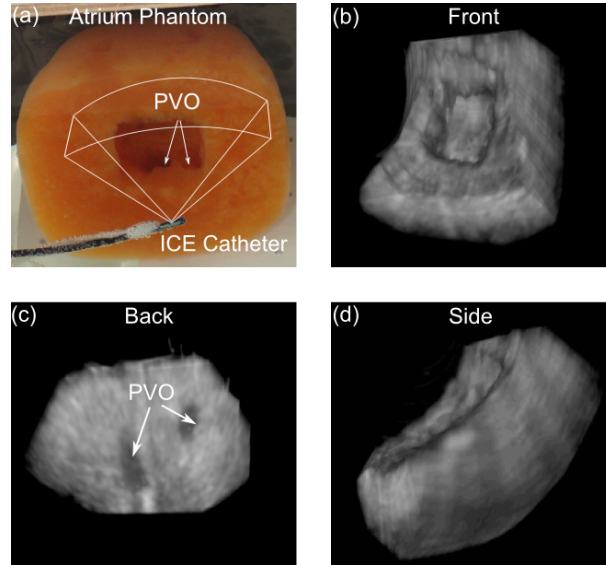 (a) Atrium Phantom
PVO
ICE Catheter
(b) Front
(c) Back
PVO
(d) Side